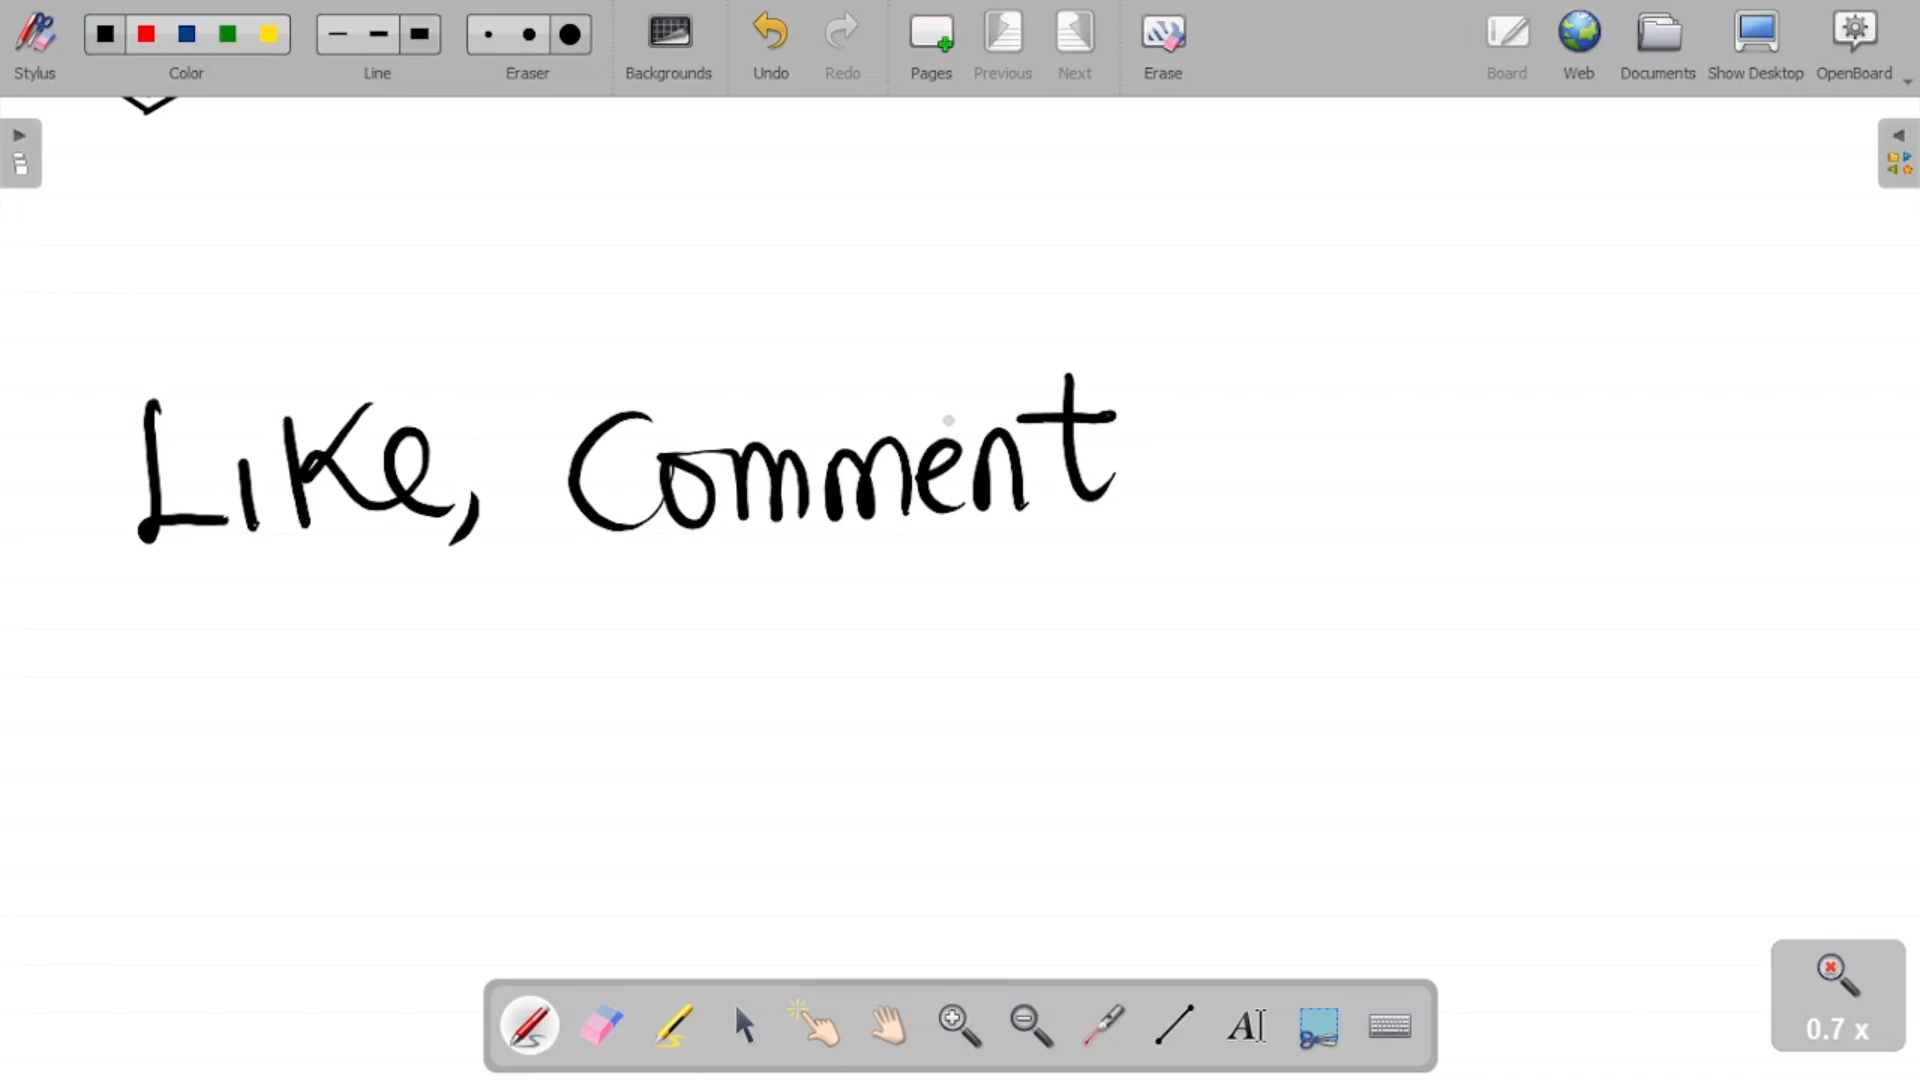 Stylus
Color
Line
Eraser
Backgrounds
Undo
Redo
Pages
Previous
Next
Erase
Board
Web
Documents
Show Desktop
OpenBoard
Like, Comment
0.7 x